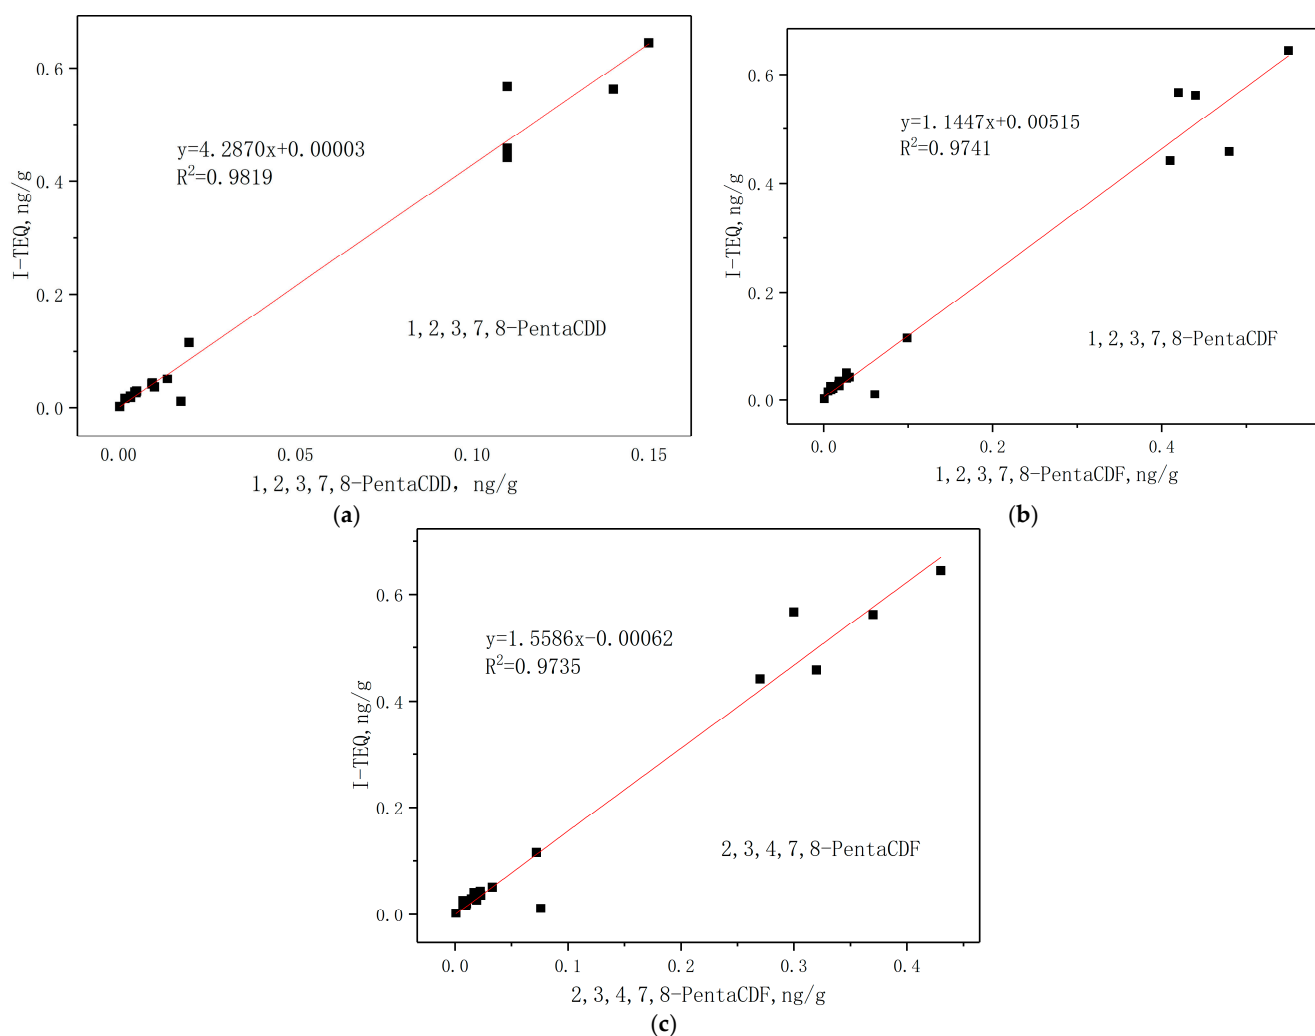 0.6
0.4
0.2
0.0
I-TEQ,ng/g
y=4.2870x+0.00003
R²=0.9819
1,2,3,7,8-PentaCDD
0.00 0.05 0.10 0.15
1,2,3,7,8-PentaCDD, ng/g
(a)
0.6
0.4
0.2
0.0
I-TEQ,ng/g
y=1.1447x+0.00515
R²=0.9741
1,2,3,7,8-PentaCDF
0.0 0.2 0.4
1,2,3,7,8-PentaCDF,ng/g
(b)
0.6
0.4
0.2
0.0
I-TEQ,ng/g
y=1.5586x-0.00062
R²=0.9735
2,3,4,7,8-PentaCDF
0.0 0.1 0.2 0.3 0.4
2,3,4,7,8-PentaCDF,ng/g
(c)